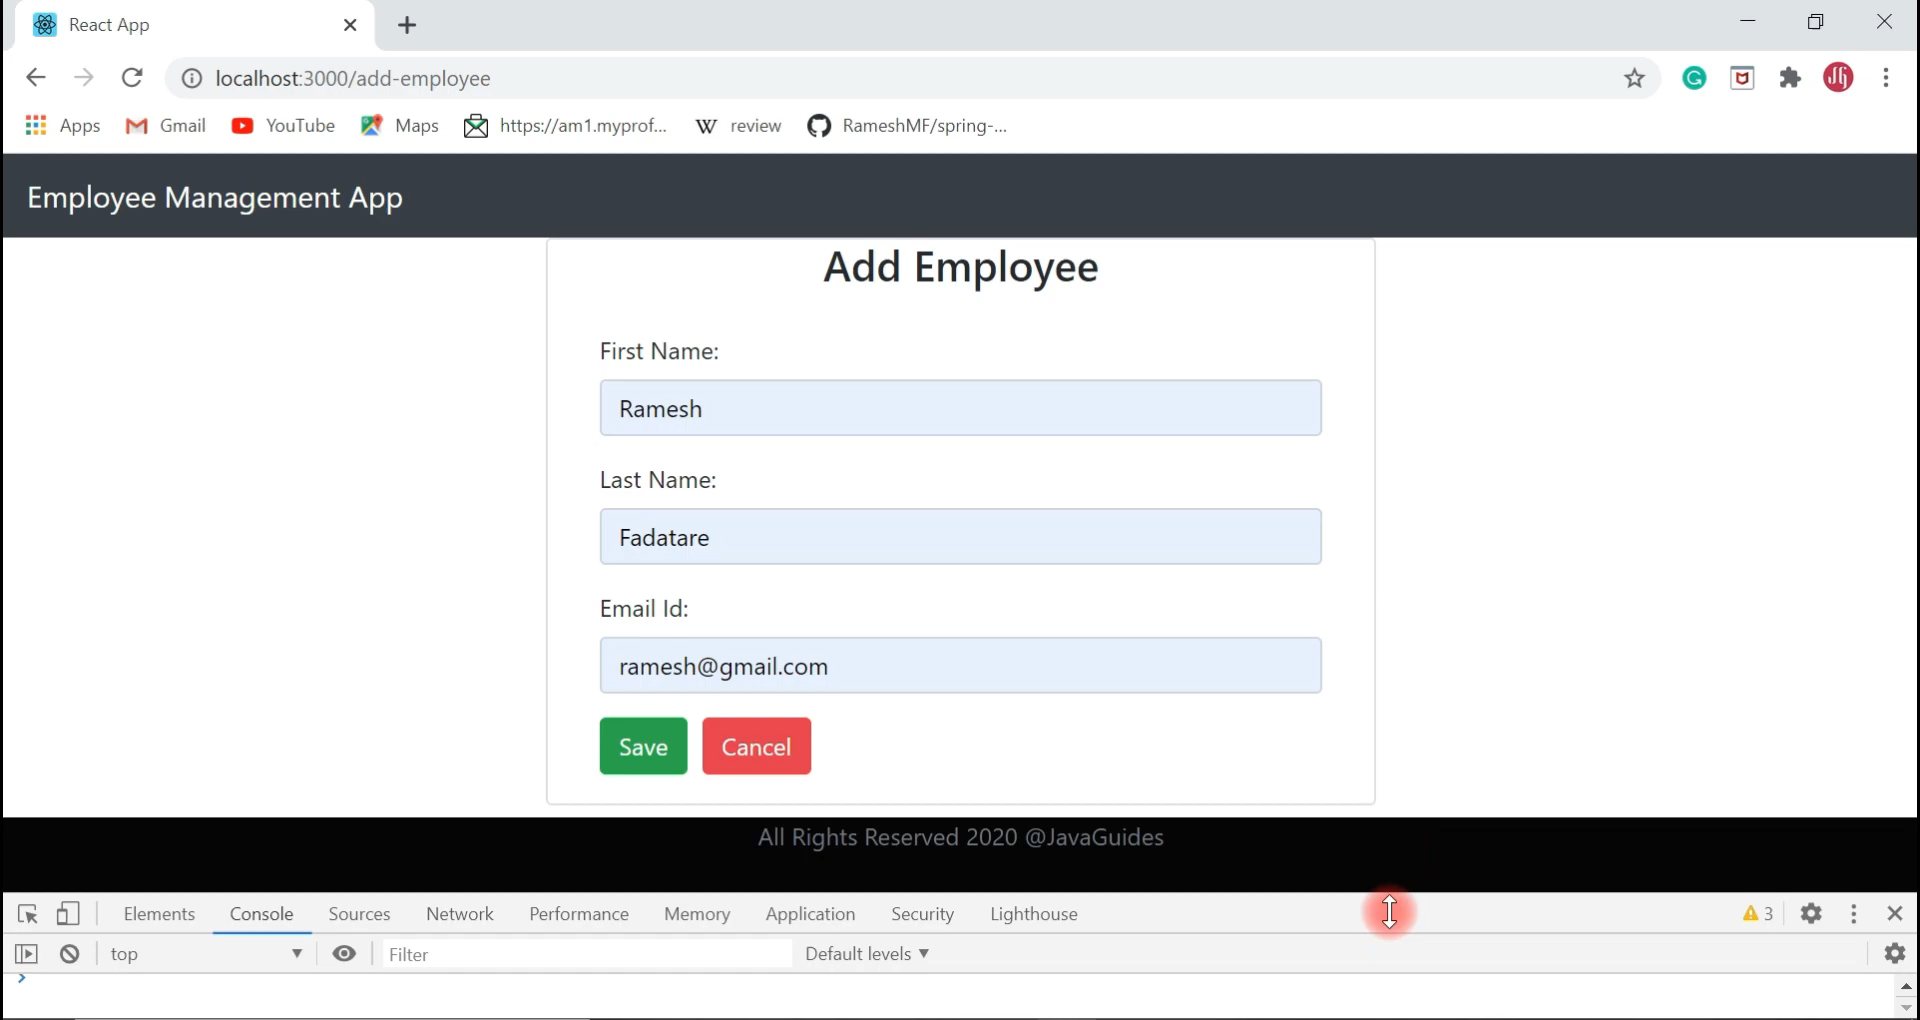 React App
localhost:3000/add-employee
Apps Gmail YouTube Maps https://am1.myprof... review RameshMF/spring-...
Employee Management App
Add Employee
First Name:
Ramesh
Last Name:
Fadatare
Email Id:
ramesh@gmail.com
Save Cancel
All Rights Reserved 2020 @JavaGuides
Elements Console Sources Network Performance Memory Application Security Lighthouse 3
top Filter Default levels